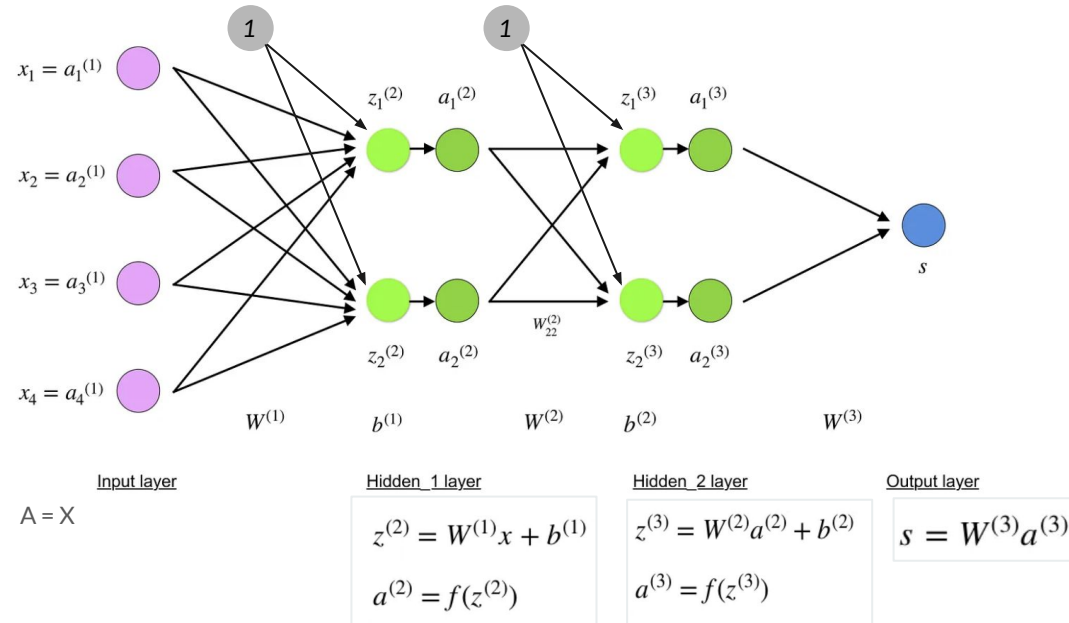 1 1
x₁ = a₁⁽¹⁾
z₁⁽²⁾ a₁⁽²⁾ z₁⁽³⁾ a₁⁽³⁾
x₂ = a₂⁽¹⁾
s
x₃ = a₃⁽¹⁾
W₂₂⁽²⁾
z₂⁽²⁾ a₂⁽²⁾ z₂⁽³⁾ a₂⁽³⁾
x₄ = a₄⁽¹⁾
W⁽¹⁾ b⁽¹⁾ W⁽²⁾ b⁽²⁾ W⁽³⁾
Input layer Hidden_1 layer Hidden_2 layer Output layer
A = X
z⁽²⁾ = W⁽¹⁾x + b⁽¹⁾
a⁽²⁾ = f(z⁽²⁾)
z⁽³⁾ = W⁽²⁾a⁽²⁾ + b⁽²⁾
a⁽³⁾ = f(z⁽³⁾)
s = W⁽³⁾a⁽³⁾